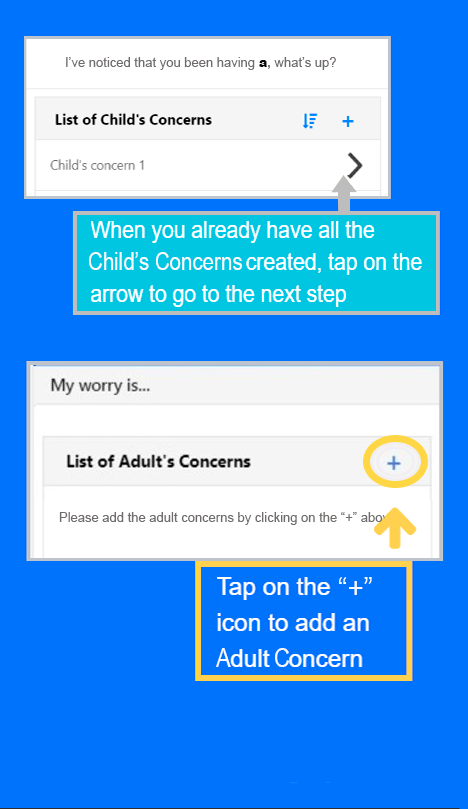 I've noticed that you been having a, what's up?
List of Child's Concerns
Child's concern 1
When you already have all the
Child's Concerns created, tap on the
arrow to go to the next step
My worry is...
List of Adult's Concerns
Please add the adult concerns by clicking on the “+”
Tap on the “+”
icon to add an
Adult Concern